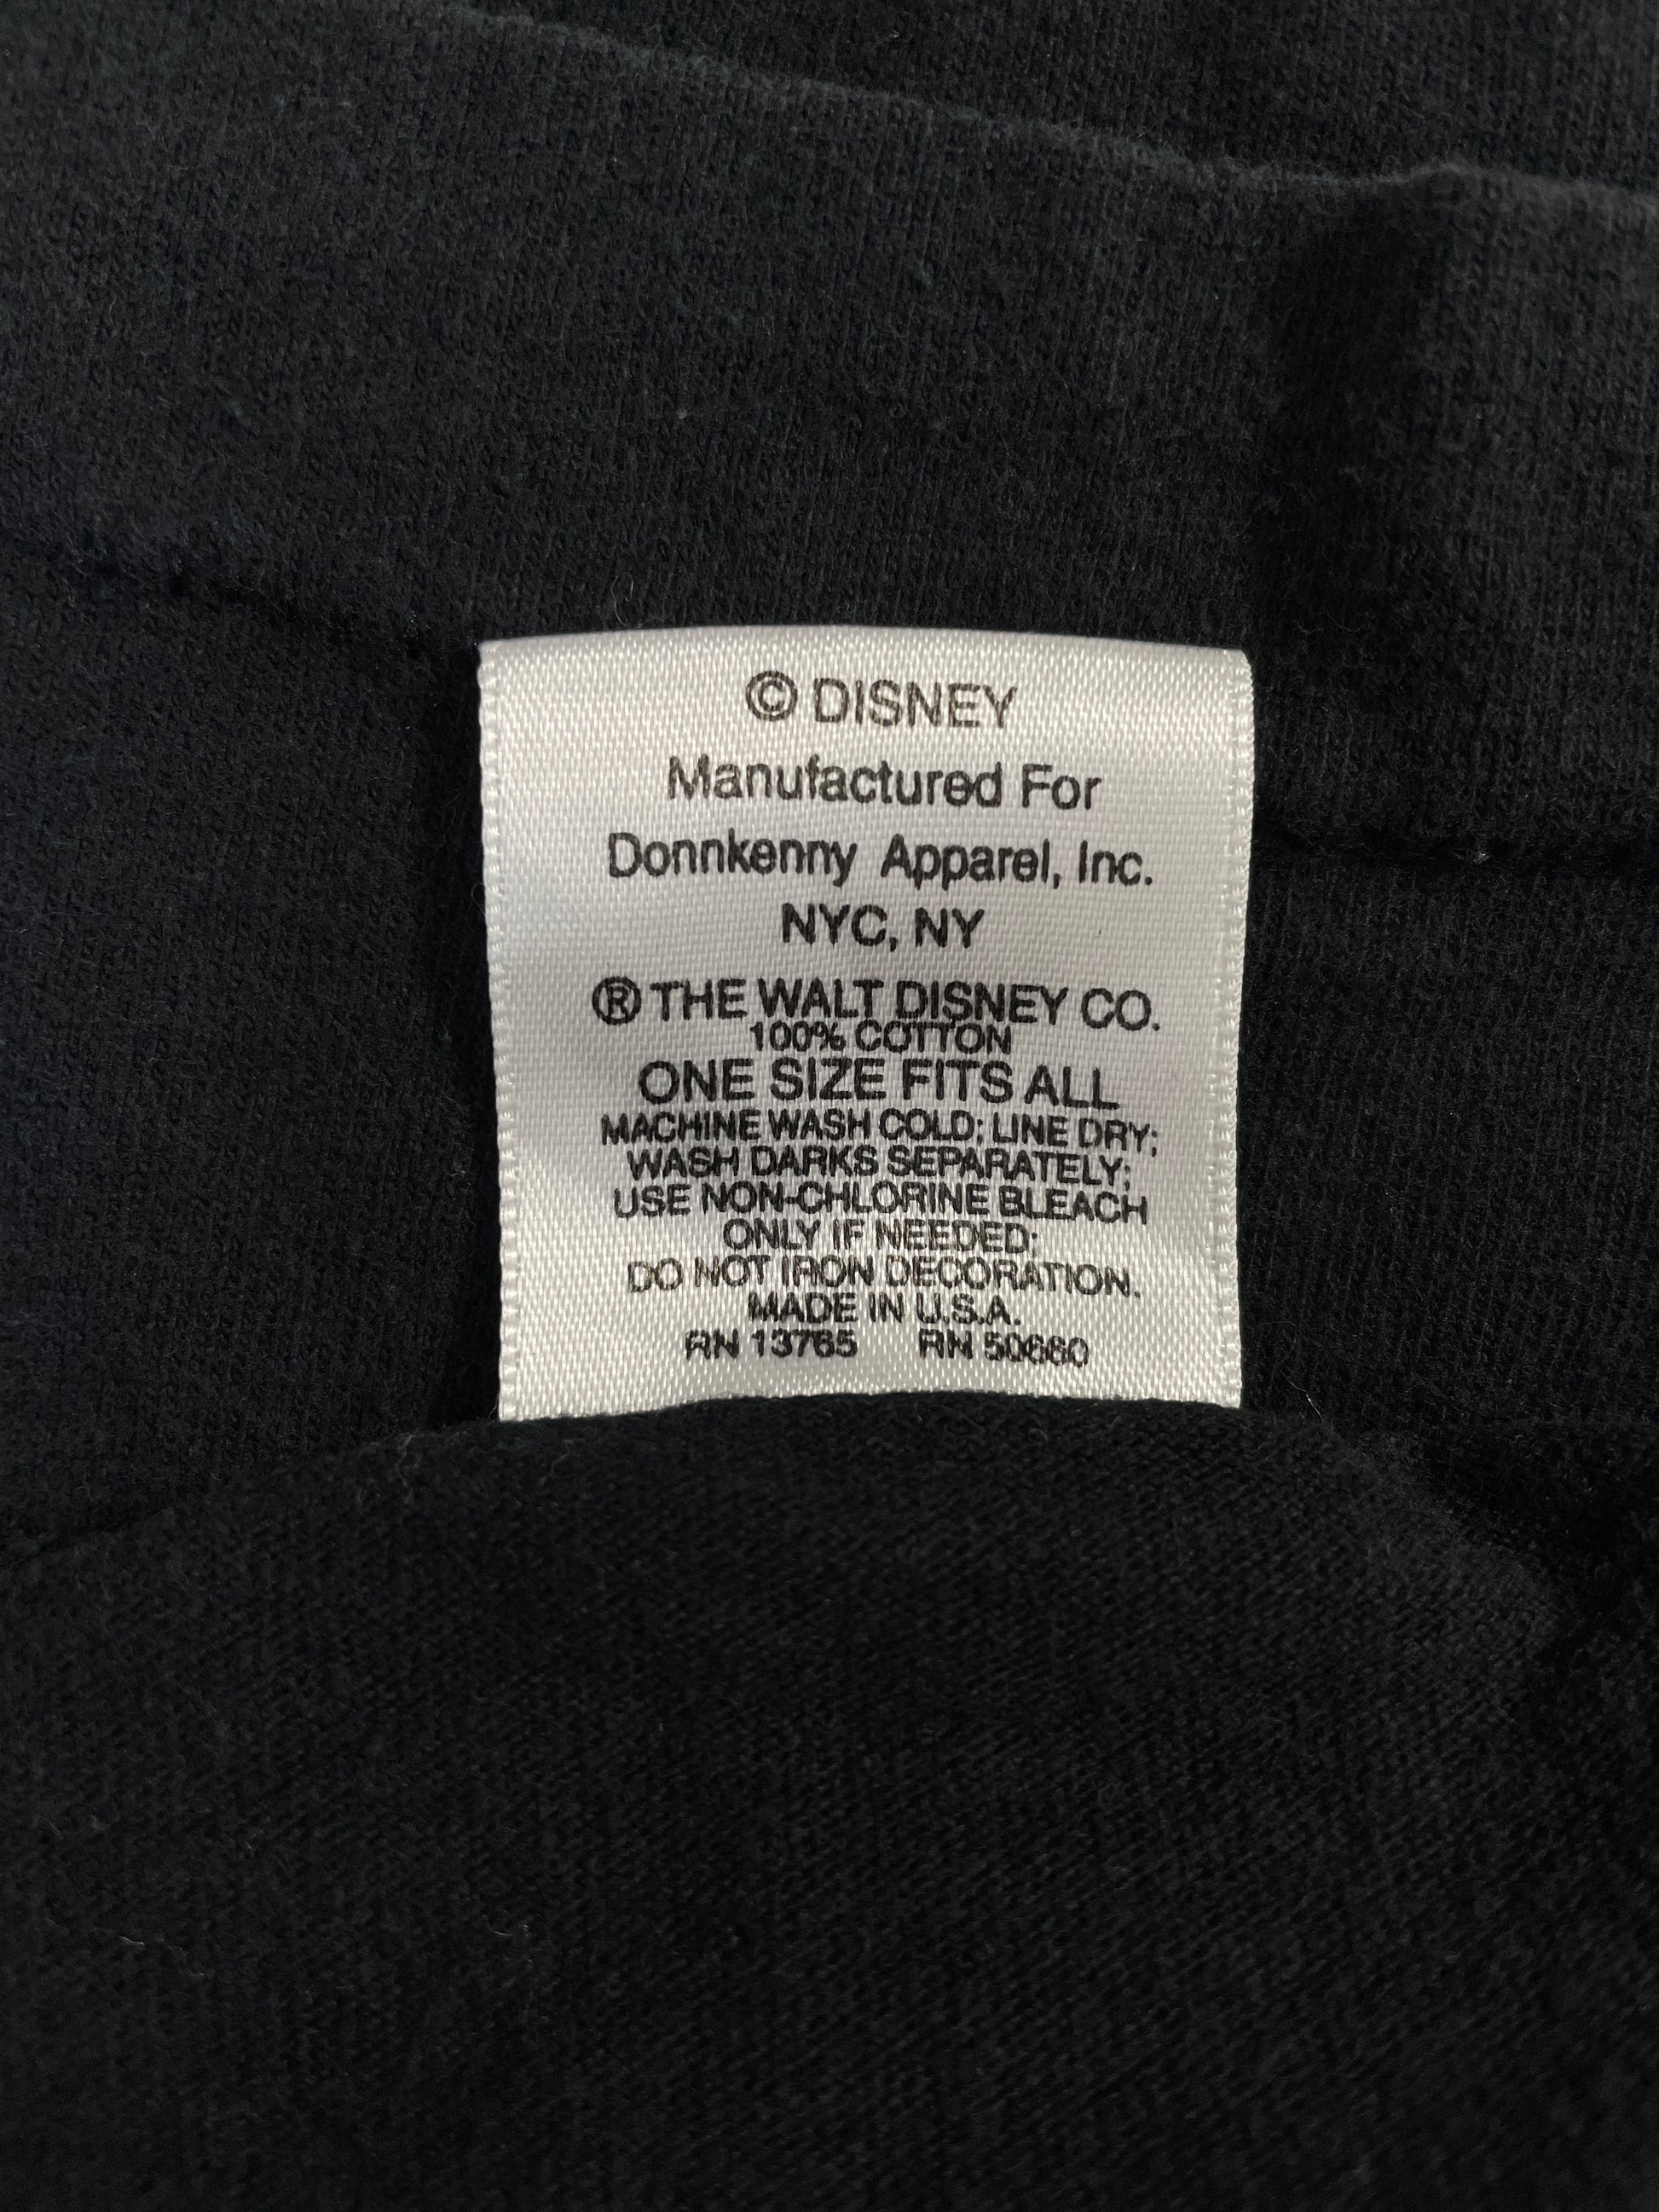 © DISNEY
Manufactured For
Donnkenny Apparel, Inc.
NYC, NY
® THE WALT DISNEY CO.
100% COTTON
ONE SIZE FITS ALL
MACHINE WASH COLD; LINE DRY;
WASH DARKS SEPARATELY;
USE NON-CHLORINE BLEACH
ONLY IF NEEDED;
DO NOT IRON DECORATION.
MADE IN U.S.A.
RN 13765 RN 50660